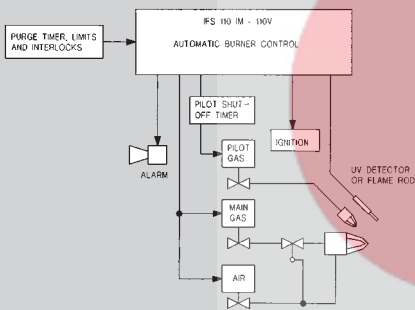 IFS 110 IM - 110V
AUTOMATIC BURNER CONTROL
PURGE TIMER, LIMITS
AND INTERLOCKS
PILOT SHUT-
OFF TIMER
ALARM
PILOT
GAS
IGNITION
UV DETECTOR
OR FLAME ROD
MAIN
GAS
AIR